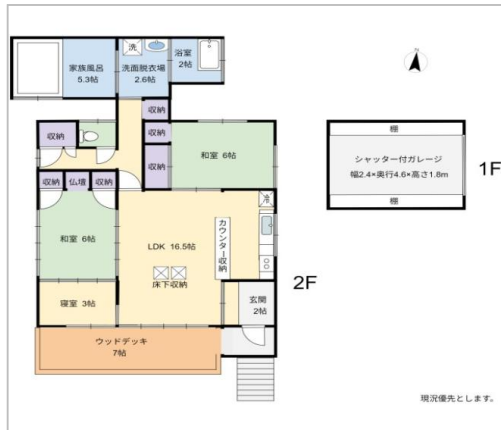 洗
浴室
2帖
家族風呂
5.3帖
洗面脱衣場
2.6帖
収納
収納
収納
和室 6帖
収納
収納
仏壇
収納
和室 6帖
LDK 16.5帖
カウンター収納
冷
床下収納
寝室 3帖
玄関
2帖
ウッドデッキ
7帖
2F
棚
シャッター付ガレージ
幅2.4×奥行4.6×高さ1.8m
棚
1F
現況優先とします。